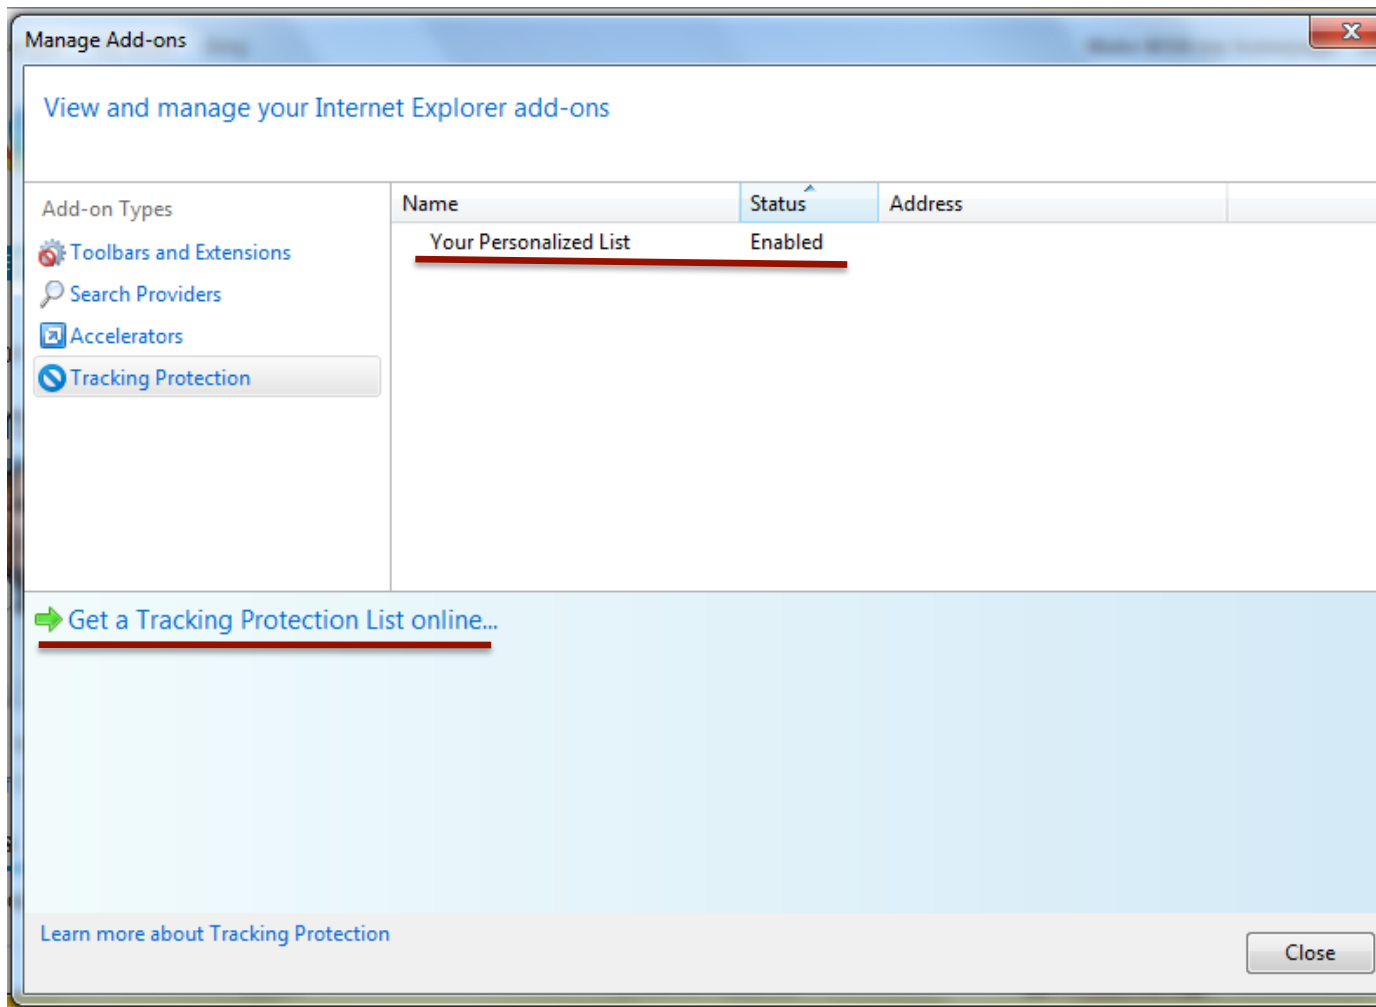 Manage Add-ons
View and manage your Internet Explorer add-ons
Add-on Types
Toolbars and Extensions
Search Providers
Accelerators
Tracking Protection
Name Status Address
Your Personalized List Enabled
Get a Tracking Protection List online...
Learn more about Tracking Protection
Close